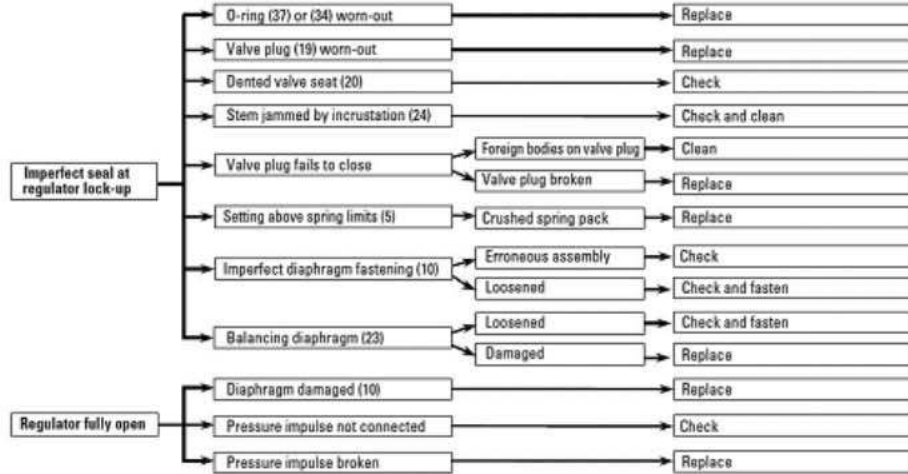 O-ring (37) or (34) worn-out
Replace
Valve plug (19) worn-out
Replace
Dented valve seat (20)
Check
Stem jammed by incrustation (24)
Check and clean
Imperfect seal at
regulator lock-up
Valve plug fails to close
Foreign bodies on valve plug
Clean
Valve plug broken
Replace
Setting above spring limits (5)
Crushed spring pack
Replace
Imperfect diaphragm fastening (10)
Erroneous assembly
Check
Loosened
Check and fasten
Balancing diaphragm (23)
Loosened
Check and fasten
Damaged
Replace
Regulator fully open
Diaphragm damaged (10)
Replace
Pressure impulse not connected
Check
Pressure impulse broken
Replace